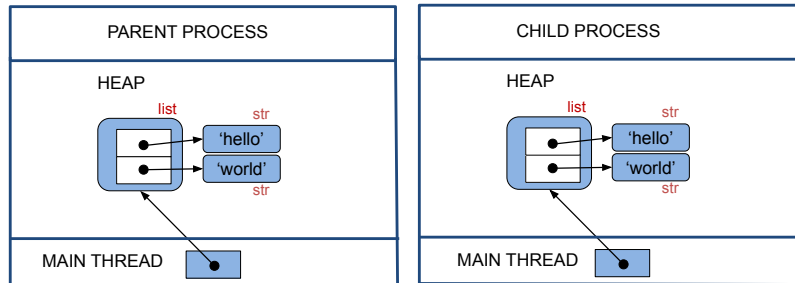 PARENT PROCESS
HEAP
list
str
‘hello’
‘world’
str
MAIN THREAD
CHILD PROCESS
HEAP
list
str
‘hello’
‘world’
str
MAIN THREAD